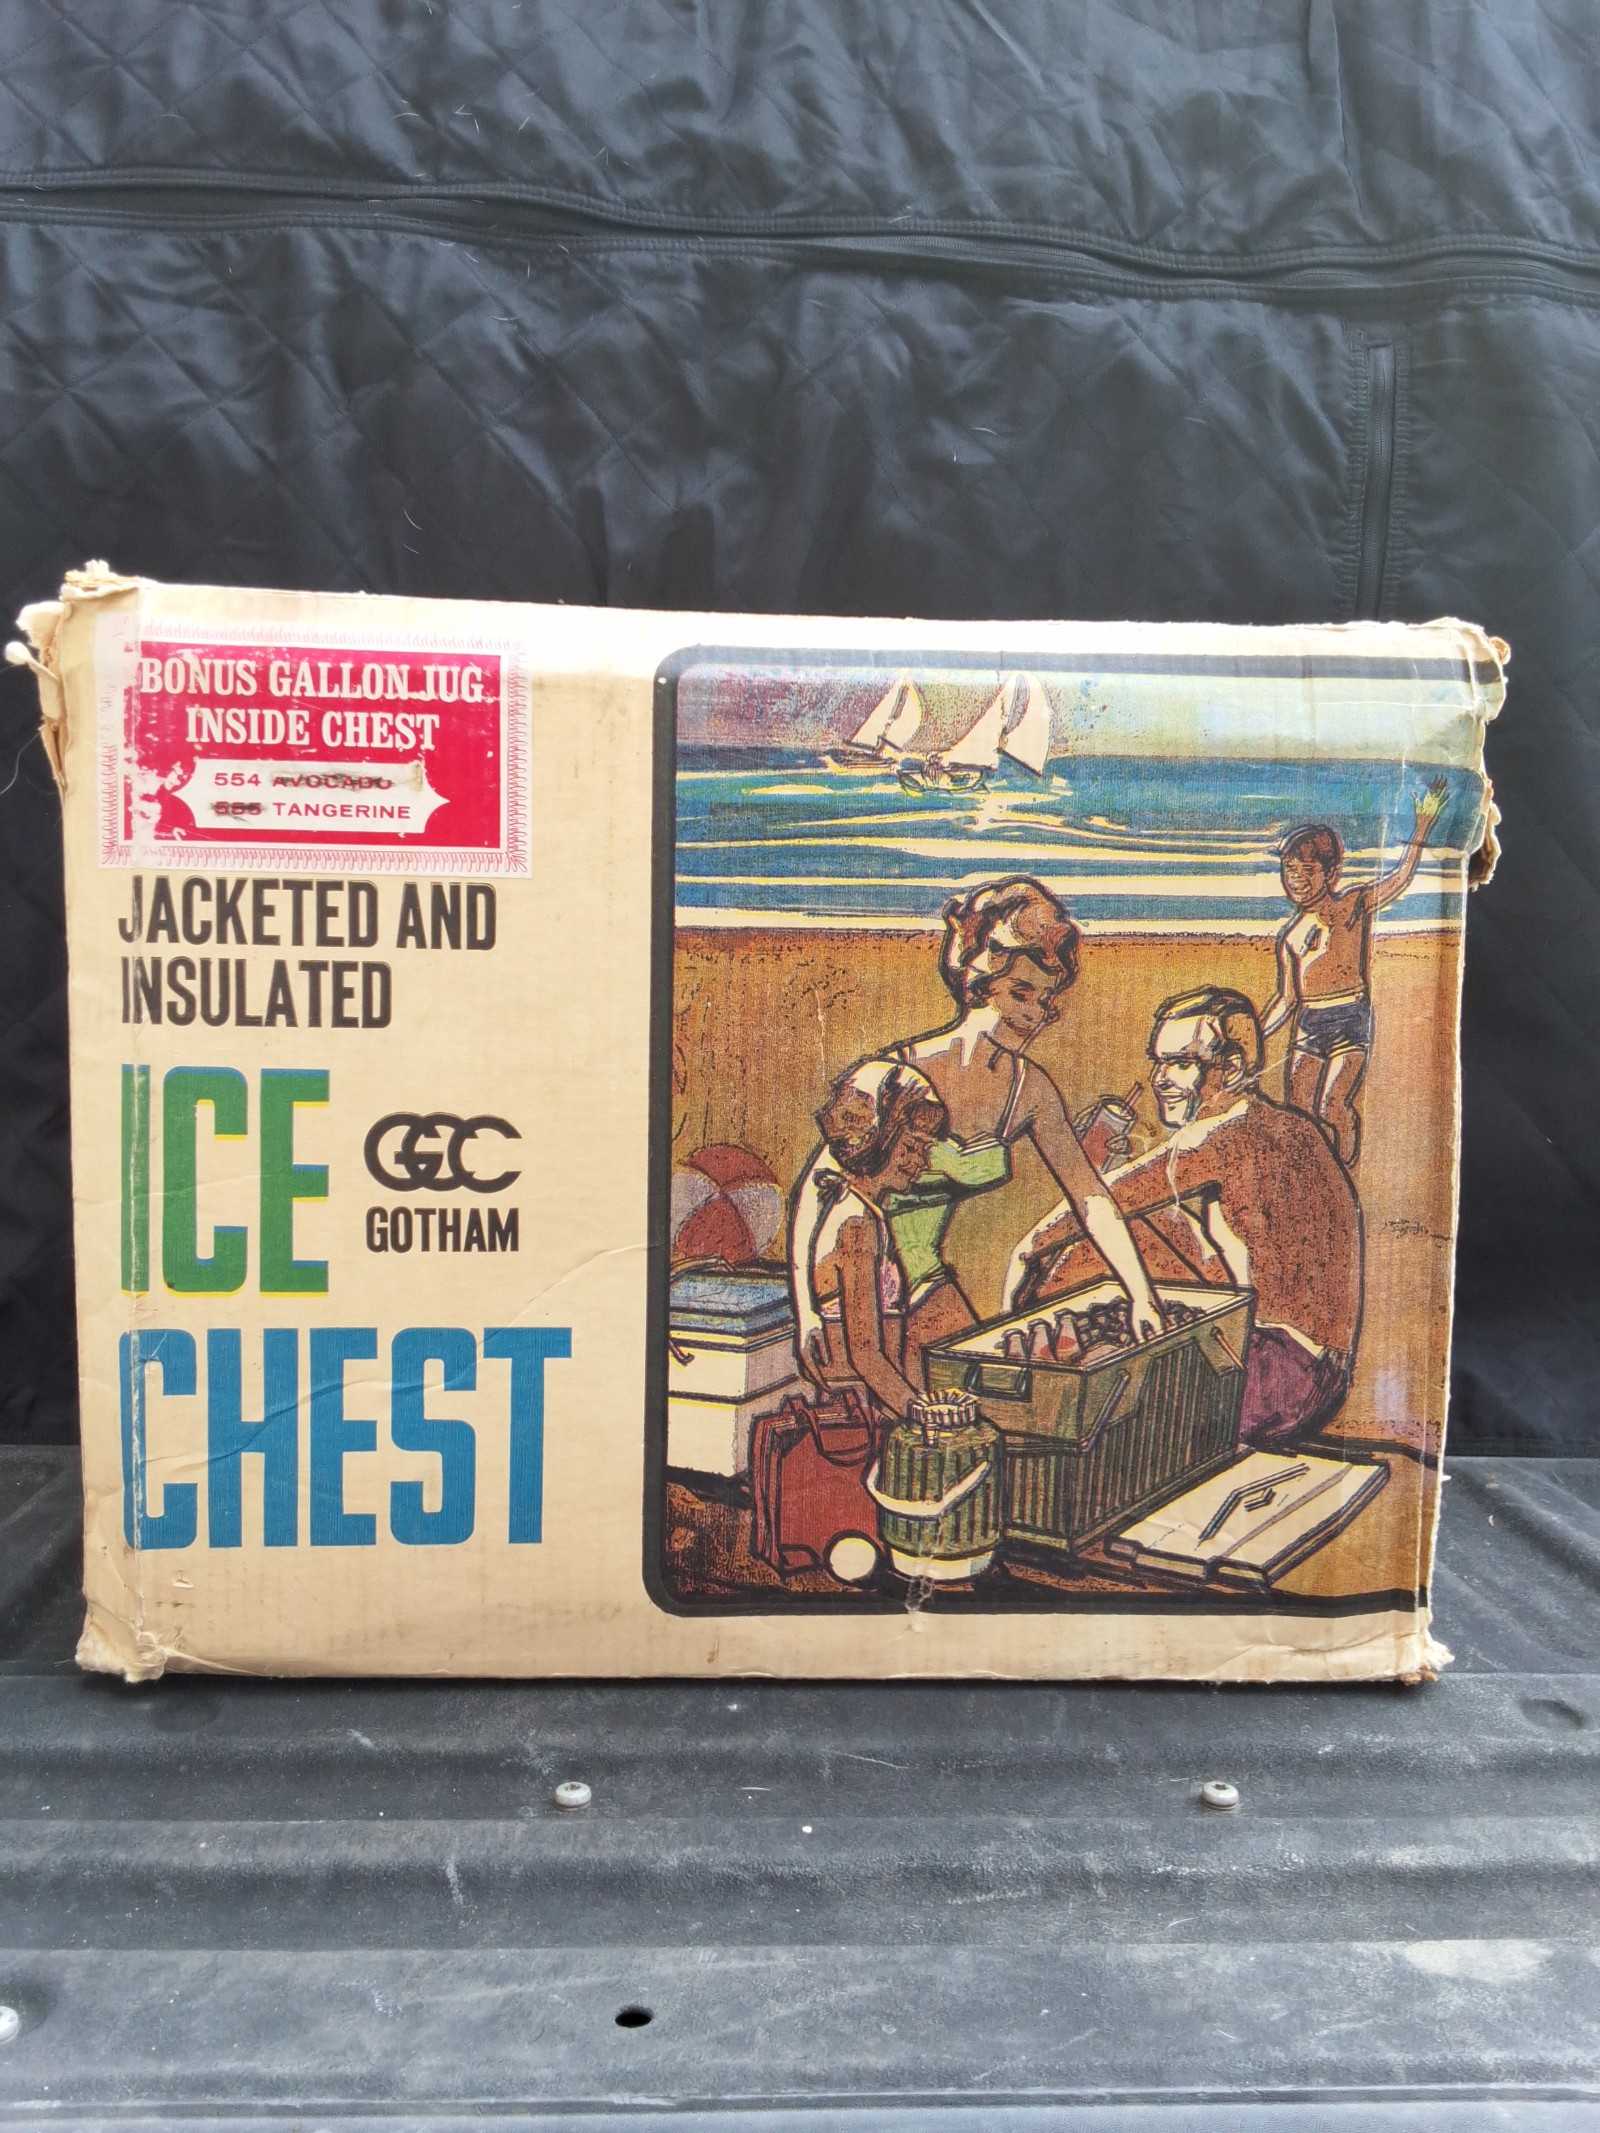 BONUS GALLON JUG
INSIDE CHEST
554 AVOCADO
555 TANGERINE
JACKETED AND
INSULATED
ICE
GGC
GOTHAM
CHEST